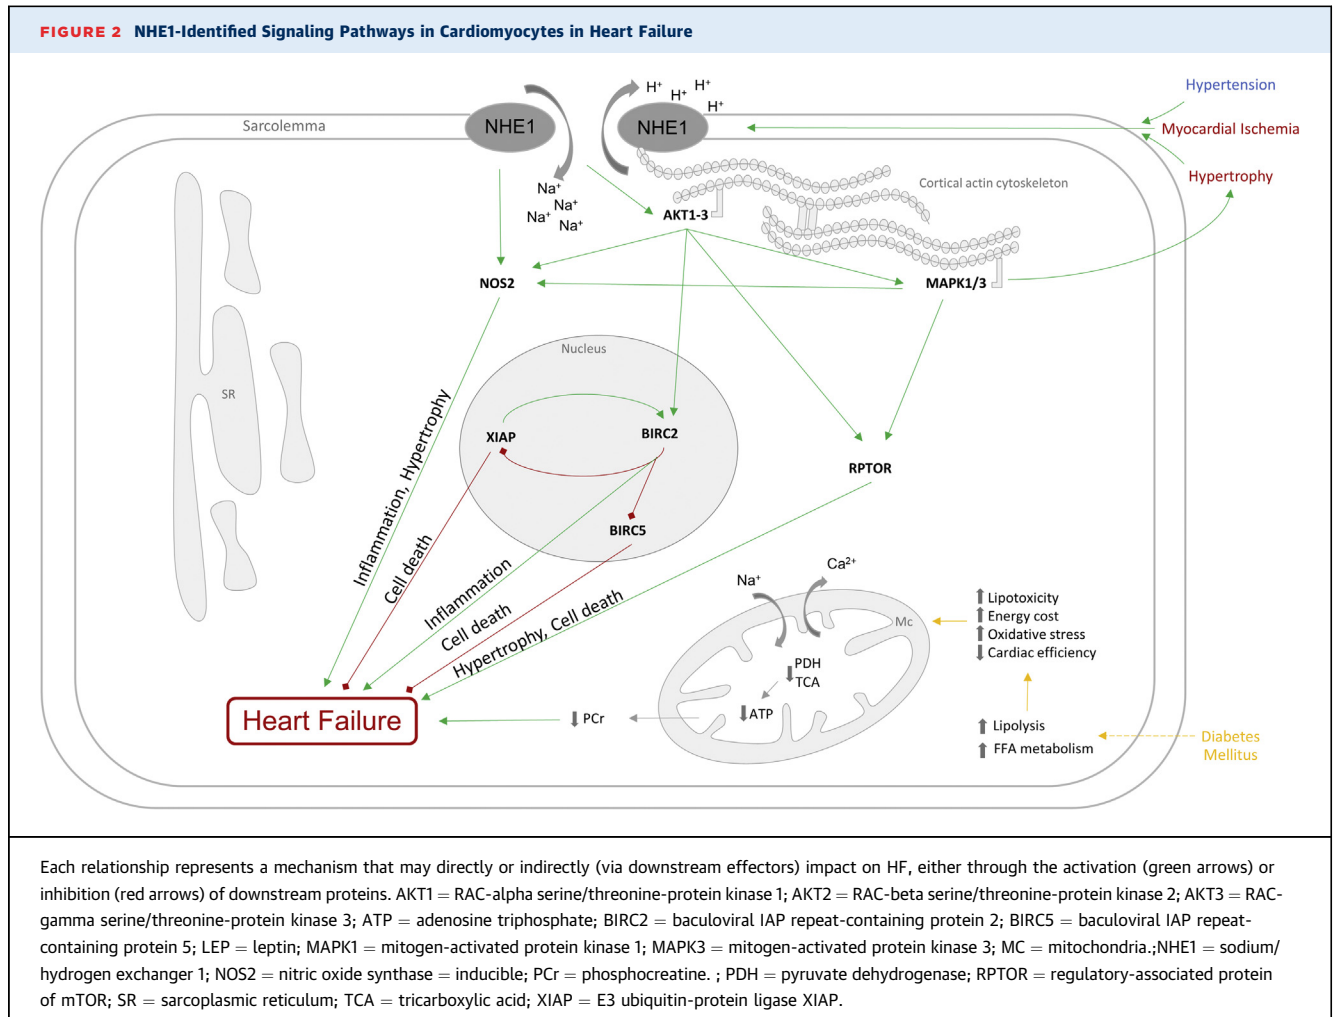 FIGURE 2 NHE1-Identified Signaling Pathways in Cardiomyocytes in Heart Failure
H+
H+
H+
H+
Hypertension
Sarcolemma
NHE1
NHE1
Myocardial Ischemia
Hypertrophy
Cortical actin cytoskeleton
Na+
Na+
Na+
Na+
AKT1-3
NOS2
MAPK1/3
Nucleus
SR
XIAP
BIRC2
RPTOR
BIRC5
Inflammation, Hypertrophy
Cell death
Inflammation
Cell death
Hypertrophy, Cell death
Na+
Ca2+
Mc
Lipotoxicity
Energy cost
Oxidative stress
Cardiac efficiency
PDH
TCA
ATP
PCr
Heart Failure
Lipolysis
FFA metabolism
Diabetes
Mellitus
Each relationship represents a mechanism that may directly or indirectly (via downstream effectors) impact on HF, either through the activation (green arrows) or
inhibition (red arrows) of downstream proteins. AKT1 = RAC-alpha serine/threonine-protein kinase 1; AKT2 = RAC-beta serine/threonine-protein kinase 2; AKT3 = RAC-
gamma serine/threonine-protein kinase 3; ATP = adenosine triphosphate; BIRC2 = baculoviral IAP repeat-containing protein 2; BIRC5 = baculoviral IAP repeat-
containing protein 5; LEP = leptin; MAPK1 = mitogen-activated protein kinase 1; MAPK3 = mitogen-activated protein kinase 3; MC = mitochondria.;NHE1 = sodium/
hydrogen exchanger 1; NOS2 = nitric oxide synthase = inducible; PCr = phosphocreatine. ; PDH = pyruvate dehydrogenase; RPTOR = regulatory-associated protein
of mTOR; SR = sarcoplasmic reticulum; TCA = tricarboxylic acid; XIAP = E3 ubiquitin-protein ligase XIAP.